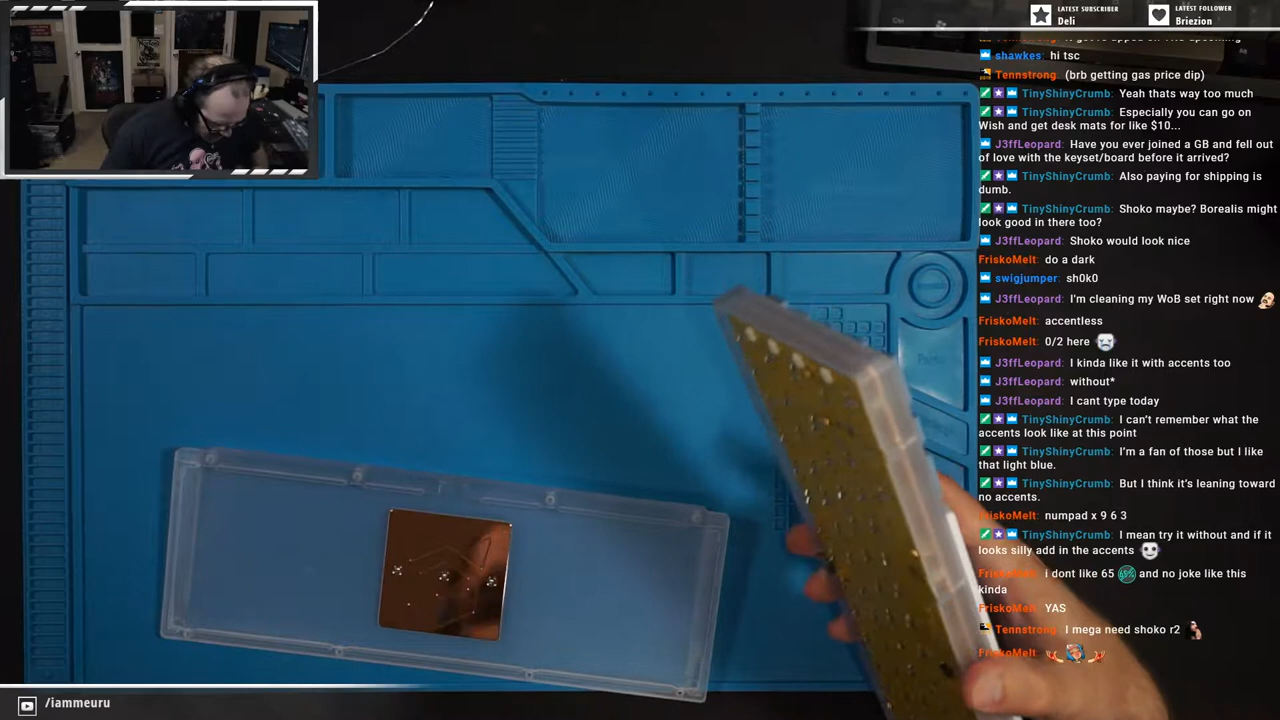 LATEST SUBSCRIBER
Deli
LATEST FOLLOWER
Briezion
shawkes: hi tsc
Tennstrong: (brb getting gas price dip)
TinyShinyCrumb: Yeah thats way too much
TinyShinyCrumb: Especially you can go on
Wish and get desk mats for like $10...
J3ffLeopard: Have you ever joined a GB and fell out
of love with the keyset/board before it arrived?
TinyShinyCrumb: Also paying for shipping is
dumb.
TinyShinyCrumb: Shoko maybe? Borealis might
look good in there too?
J3ffLeopard: Shoko would look nice
FriskoMelt: do a dark
swigjumper: sh0k0
J3ffLeopard: I'm cleaning my WoB set right now
FriskoMelt: accentless
FriskoMelt: 0/2 here
J3ffLeopard: I kinda like it with accents too
J3ffLeopard: without*
J3ffLeopard: I cant type today
TinyShinyCrumb: I can't remember what the
accents look like at this point
TinyShinyCrumb: I'm a fan of those but I like
that light blue.
TinyShinyCrumb: But I think it's leaning toward
no accents.
FriskoMelt: numpad x 9 6 3
TinyShinyCrumb: I mean try it without and if it
looks silly add in the accents
FriskoMelt: i dont like 65 and no joke like this
kinda
FriskoMelt: YAS
Tennstrong: I mega need shoko r2
FriskoMelt:
/iammeuru